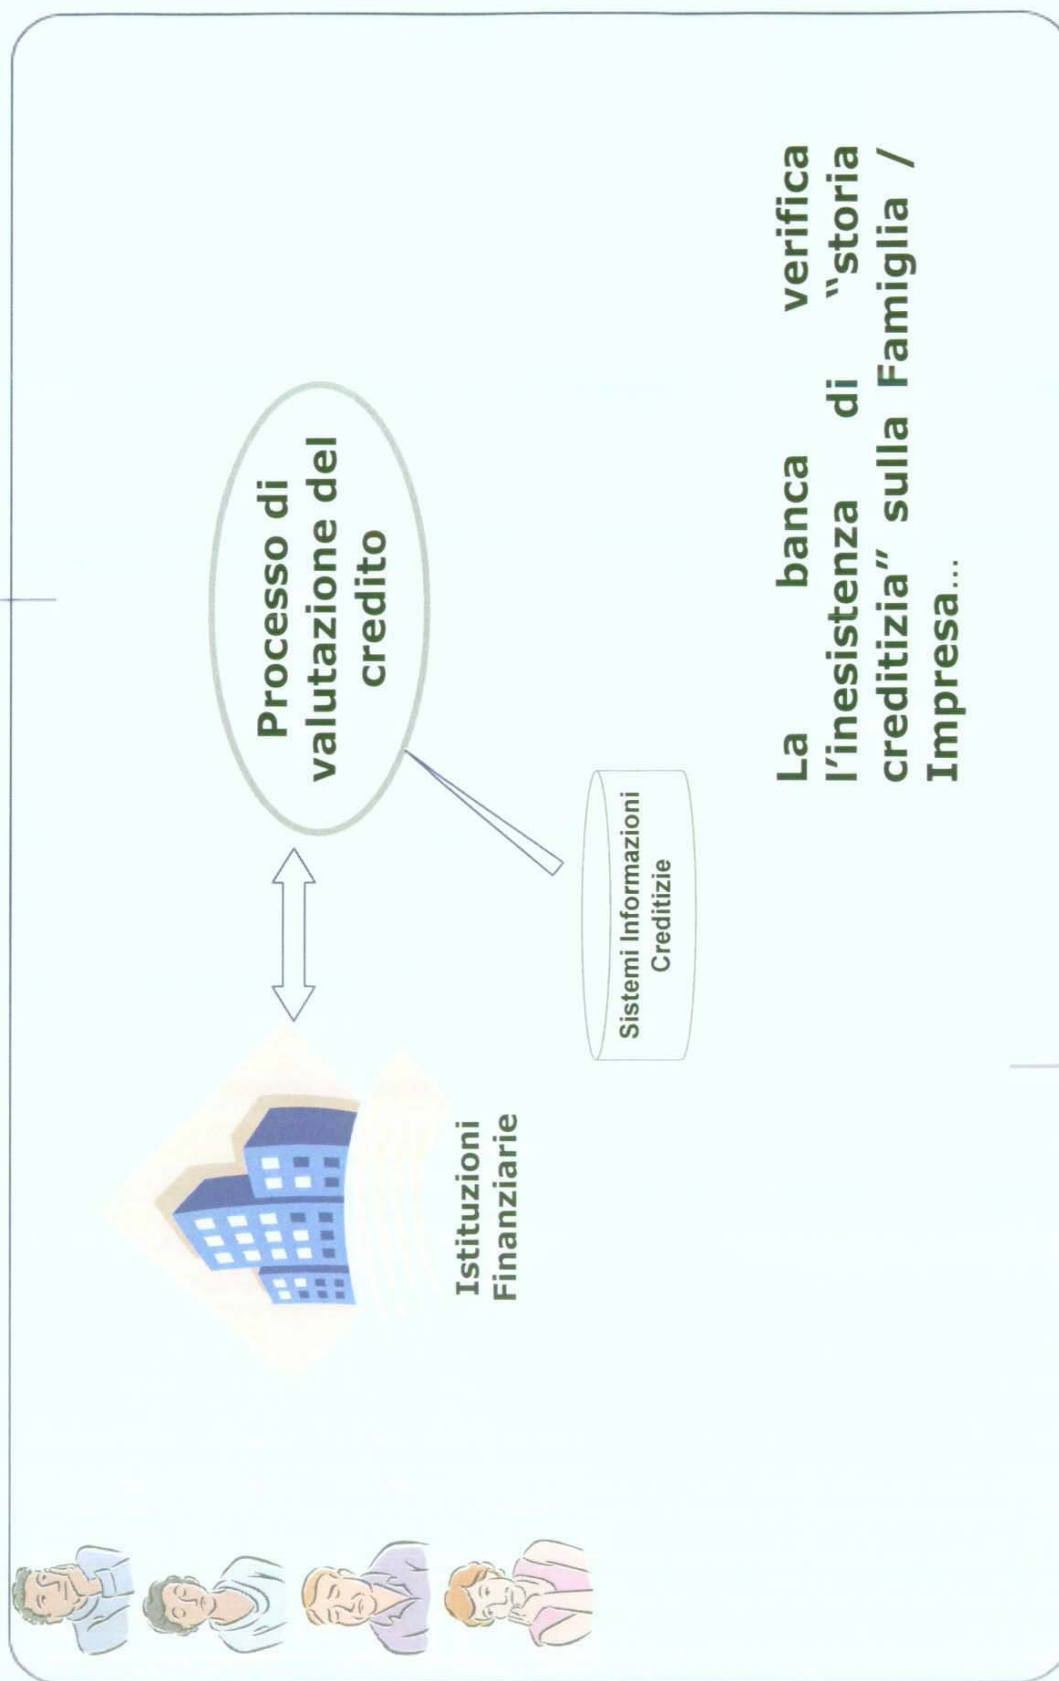 Processo di
valutazione del
credito
Istituzioni
Finanziarie
Sistemi Informazioni
Creditizie
La banca verifica
l'inesistenza di “storia
creditizia” sulla Famiglia /
Impresa...